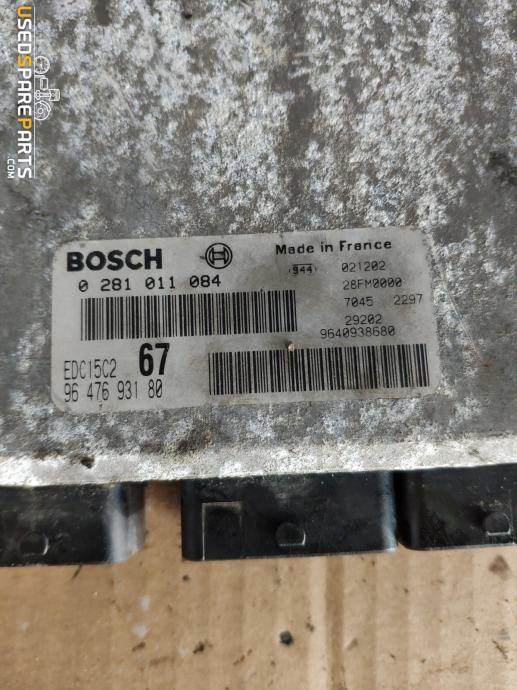 USEDSPAREPARTS
.COM
BOSCH
Made in France
0 281 011 084
944
021202
28FM0000
7045 2297
29202
9640938680
EDC15C2
67
96 476 931 80